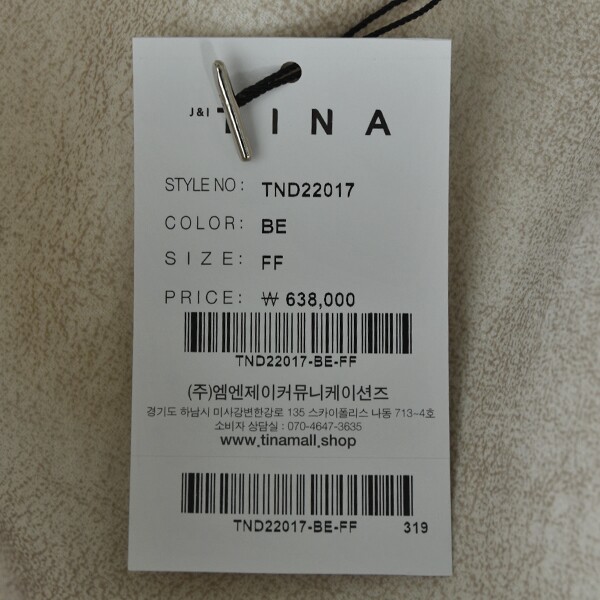 J&I TINA
STYLE NO : TND22017
COLOR: BE
SIZE: FF
PRICE: ₩ 638,000
TND22017-BE-FF
(주)엠엔제이커뮤니케이션즈
경기도 하남시 미사강변한강로 135 스카이폴리스 나동 713-4호
소비자 상담실 : 070-4647-3635
www.tinamall.shop
TND22017-BE-FF 319